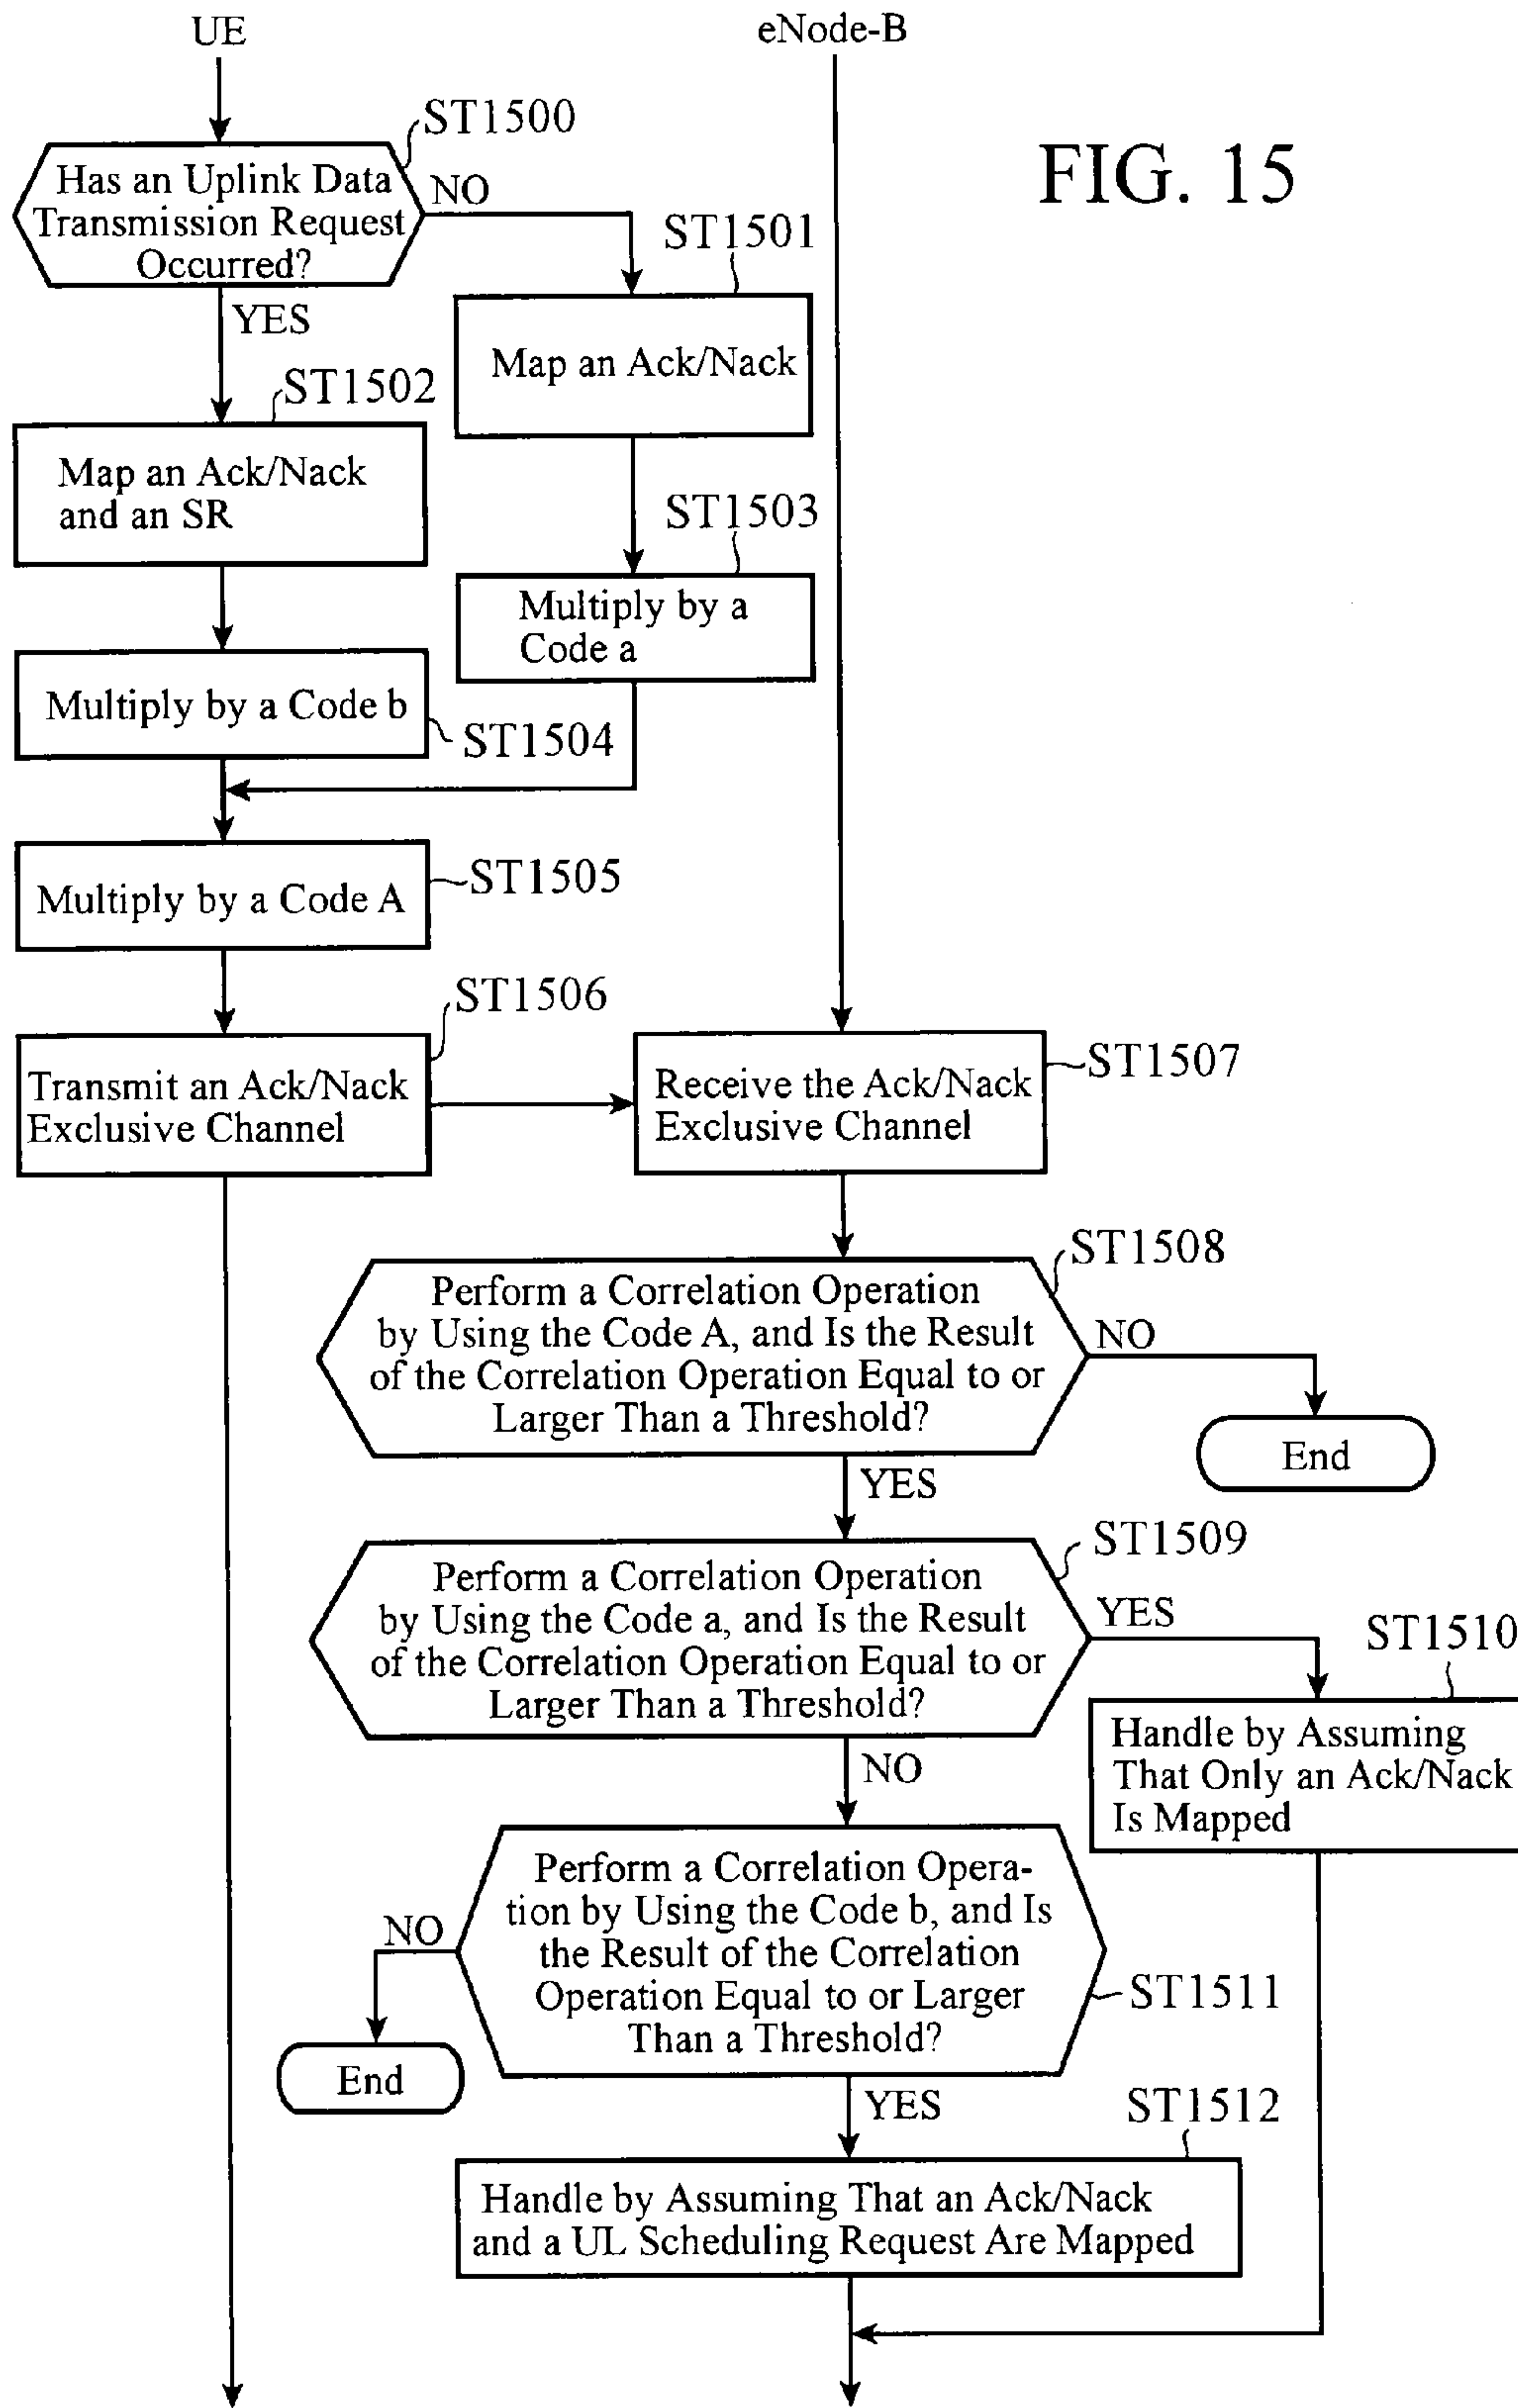 UE
eNode-B
FIG. 15
ST1500
Has an Uplink Data
Transmission Request
Occurred?
NO
YES
ST1501
Map an Ack/Nack
ST1502
Map an Ack/Nack
and an SR
ST1503
Multiply by a
Code a
Multiply by a Code b
ST1504
Multiply by a Code A
ST1505
ST1506
Transmit an Ack/Nack
Exclusive Channel
Receive the Ack/Nack
Exclusive Channel
ST1507
ST1508
Perform a Correlation Operation
by Using the Code A, and Is the Result
of the Correlation Operation Equal to or
Larger Than a Threshold?
NO
End
YES
ST1509
Perform a Correlation Operation
by Using the Code a, and Is the Result
of the Correlation Operation Equal to or
Larger Than a Threshold?
YES
ST1510
Handle by Assuming
That Only an Ack/Nack
Is Mapped
NO
Perform a Correlation Opera-
tion by Using the Code b, and Is
the Result of the Correlation
Operation Equal to or Larger
Than a Threshold?
NO
ST1511
End
YES
ST1512
Handle by Assuming That an Ack/Nack
and a UL Scheduling Request Are Mapped